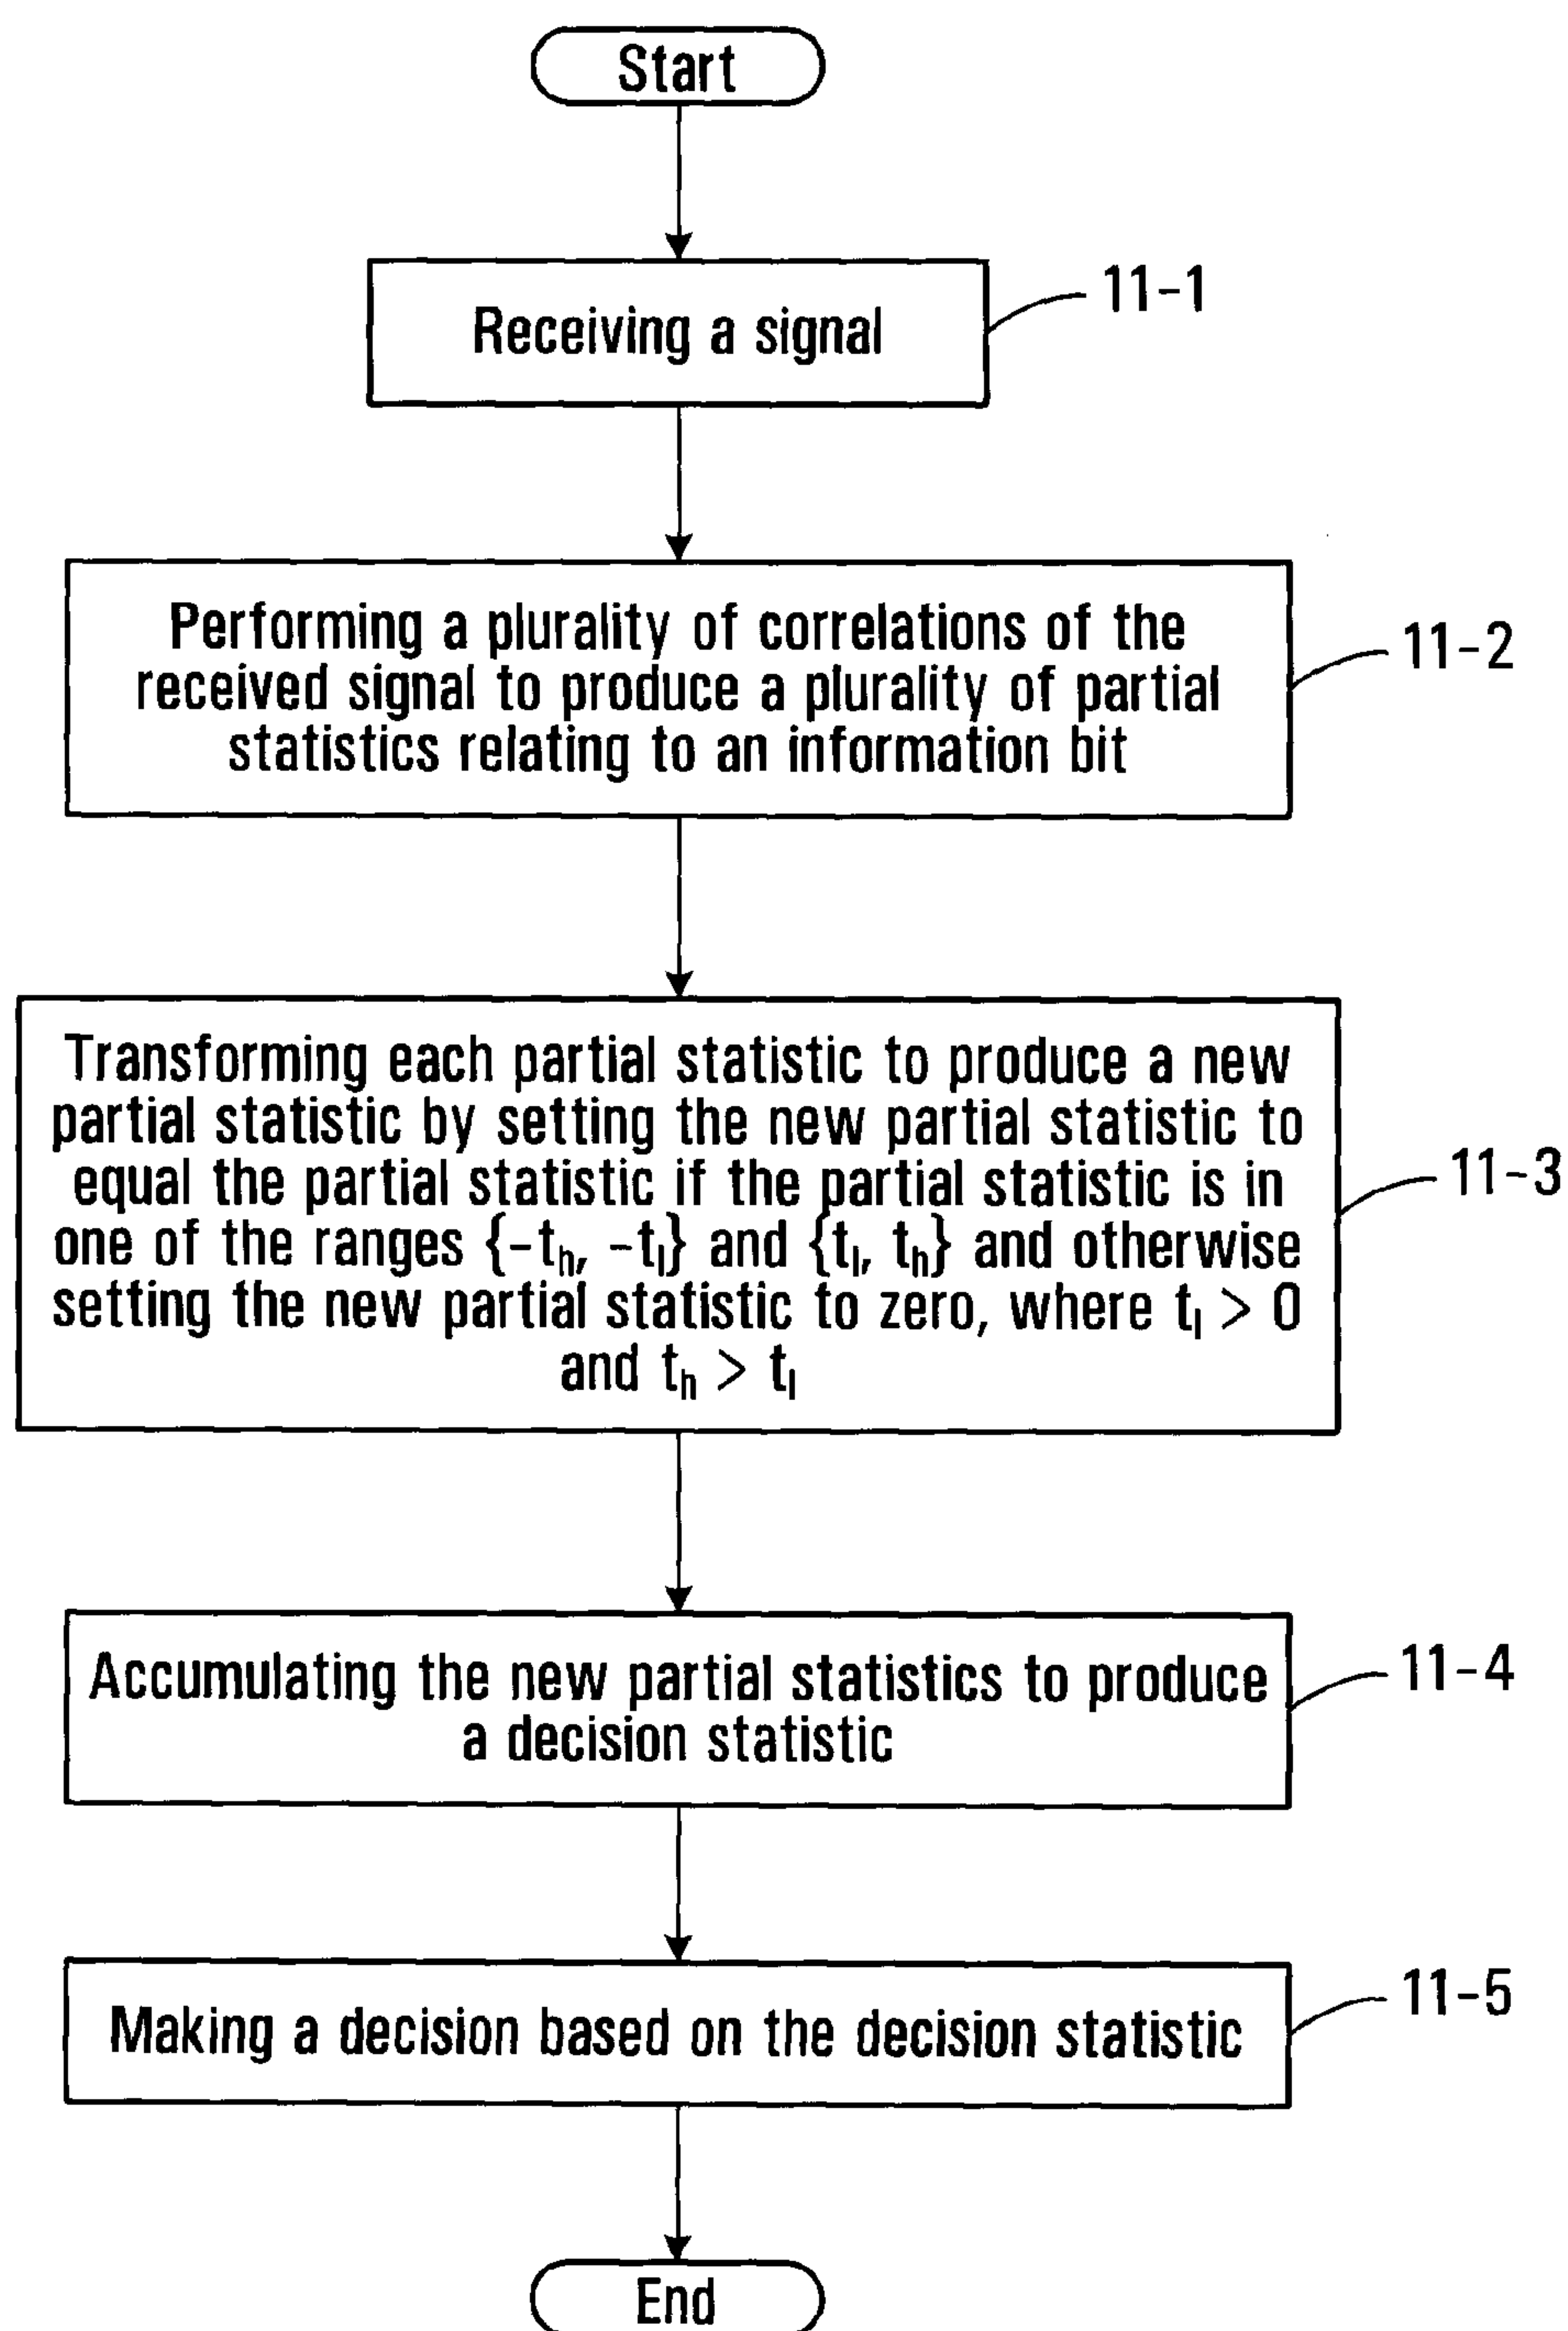 Start
Receiving a signal
11-1
Performing a plurality of correlations of the
received signal to produce a plurality of partial
statistics relating to an information bit
11-2
Transforming each partial statistic to produce a new
partial statistic by setting the new partial statistic to
equal the partial statistic if the partial statistic is in
one of the ranges {-tₕ, -tₗ} and {tₗ, tₕ} and otherwise
setting the new partial statistic to zero, where tₗ > 0
and tₕ > tₗ
11-3
Accumulating the new partial statistics to produce
a decision statistic
11-4
Making a decision based on the decision statistic
11-5
End